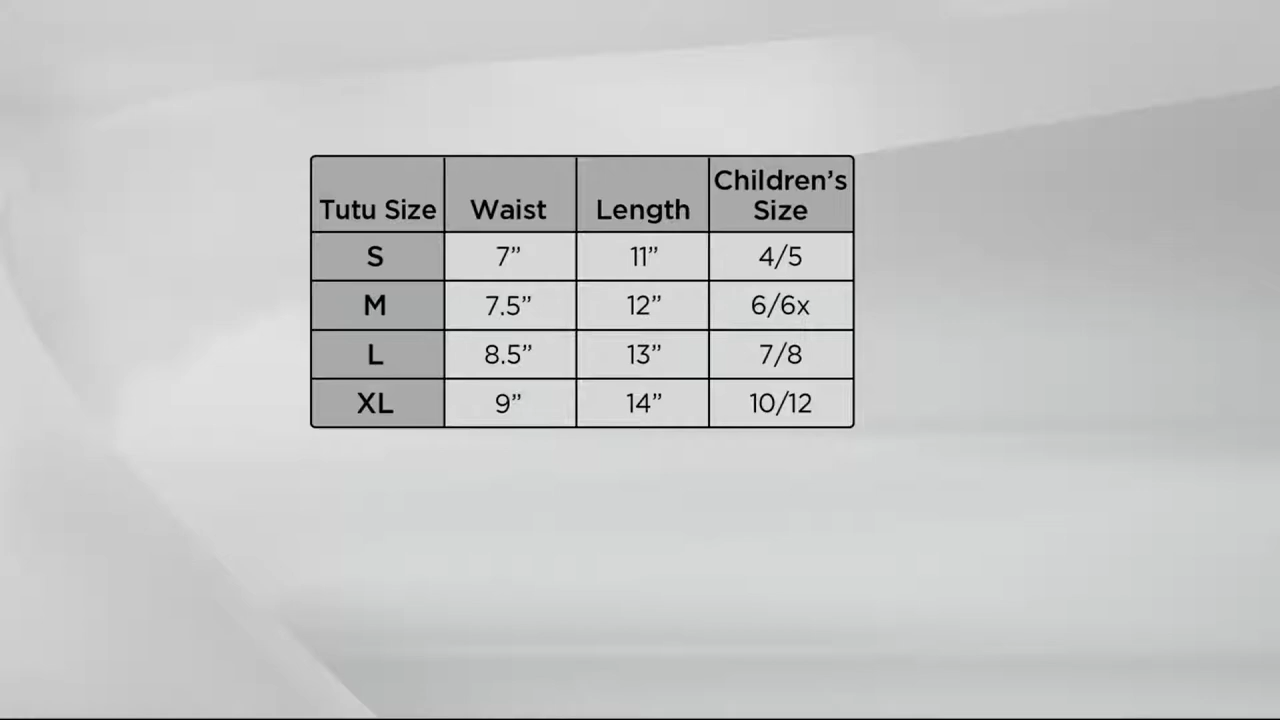 Tutu Size Waist Length Children’s Size
S 7” 11” 4/5
M 7.5” 12” 6/6x
L 8.5” 13” 7/8
XL 9” 14” 10/12